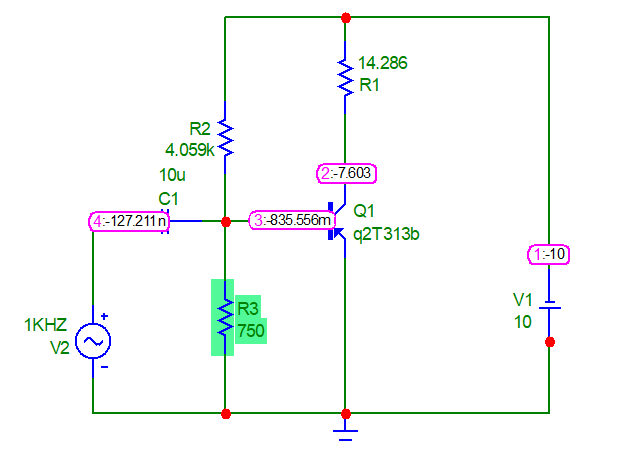 14.286
R1
R2
4.059k
10u
C1
2:-7.603
4:-127.211n
3:-835.556m
Q1
q2T313b
1:-10
V1
10
R3
750
1KHZ
V2
+
-